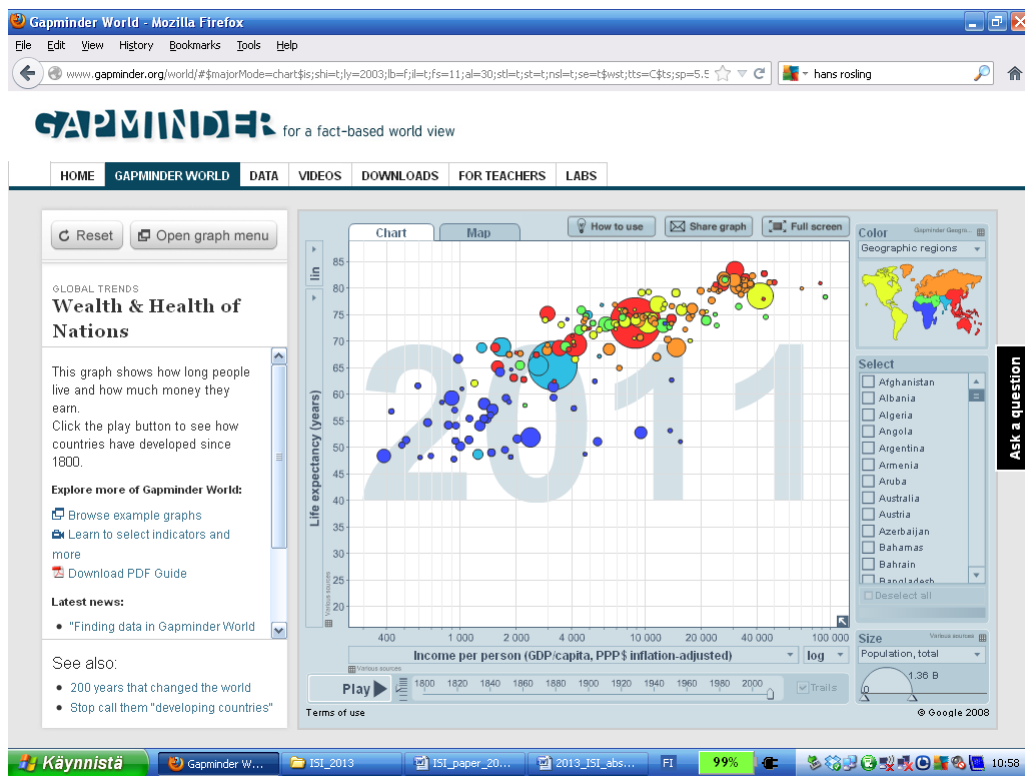 Gapminder World - Mozilla Firefox
File Edit View History Bookmarks Tools Help
www.gapminder.org/world/#$majorMode=chart$is;shi=t;ly=2003;lb=f;il=t;fs=11;al=30;stl=t;st=t;nsl=t;se=t$wst;tts=C$ts;sp=5.5 hans rosling
GAPMINDER for a fact-based world view
HOME GAPMINDER WORLD DATA VIDEOS DOWNLOADS FOR TEACHERS LABS
Reset Open graph menu
GLOBAL TRENDS
Wealth & Health of
Nations
This graph shows how long people
live and how much money they
earn.
Click the play button to see how
countries have developed since
1800.
Explore more of Gapminder World:
Browse example graphs
Learn to select indicators and
more
Download PDF Guide
Latest news:
• "Finding data in Gapminder World
See also:
• 200 years that changed the world
• Stop call them "developing countries"
Chart Map How to use Share graph Full screen
lin
Life expectancy (years)
Various sources
85
80
75
70
65
60
55
50
45
40
35
30
25
20
2011
400 1 000 2 000 4 000 10 000 20 000 40 000 100 000
Income per person (GDP/capita, PPP$ inflation-adjusted) log
Various sources
Play 1800 1820 1840 1860 1880 1900 1920 1940 1960 1980 2000 Trails
Terms of use © Google 2008
Color Gapminder Geogra...
Geographic regions
Select
Afghanistan
Albania
Algeria
Angola
Argentina
Armenia
Aruba
Australia
Austria
Azerbaijan
Bahamas
Bahrain
Bangladesh
Deselect all
Size Various sources
Population, total
0 1.36 B
Ask a question
Käynnistä Gapminder W... ISI_2013 ISI_paper_20... 2013_ISI_abs... FI 99% 10:58